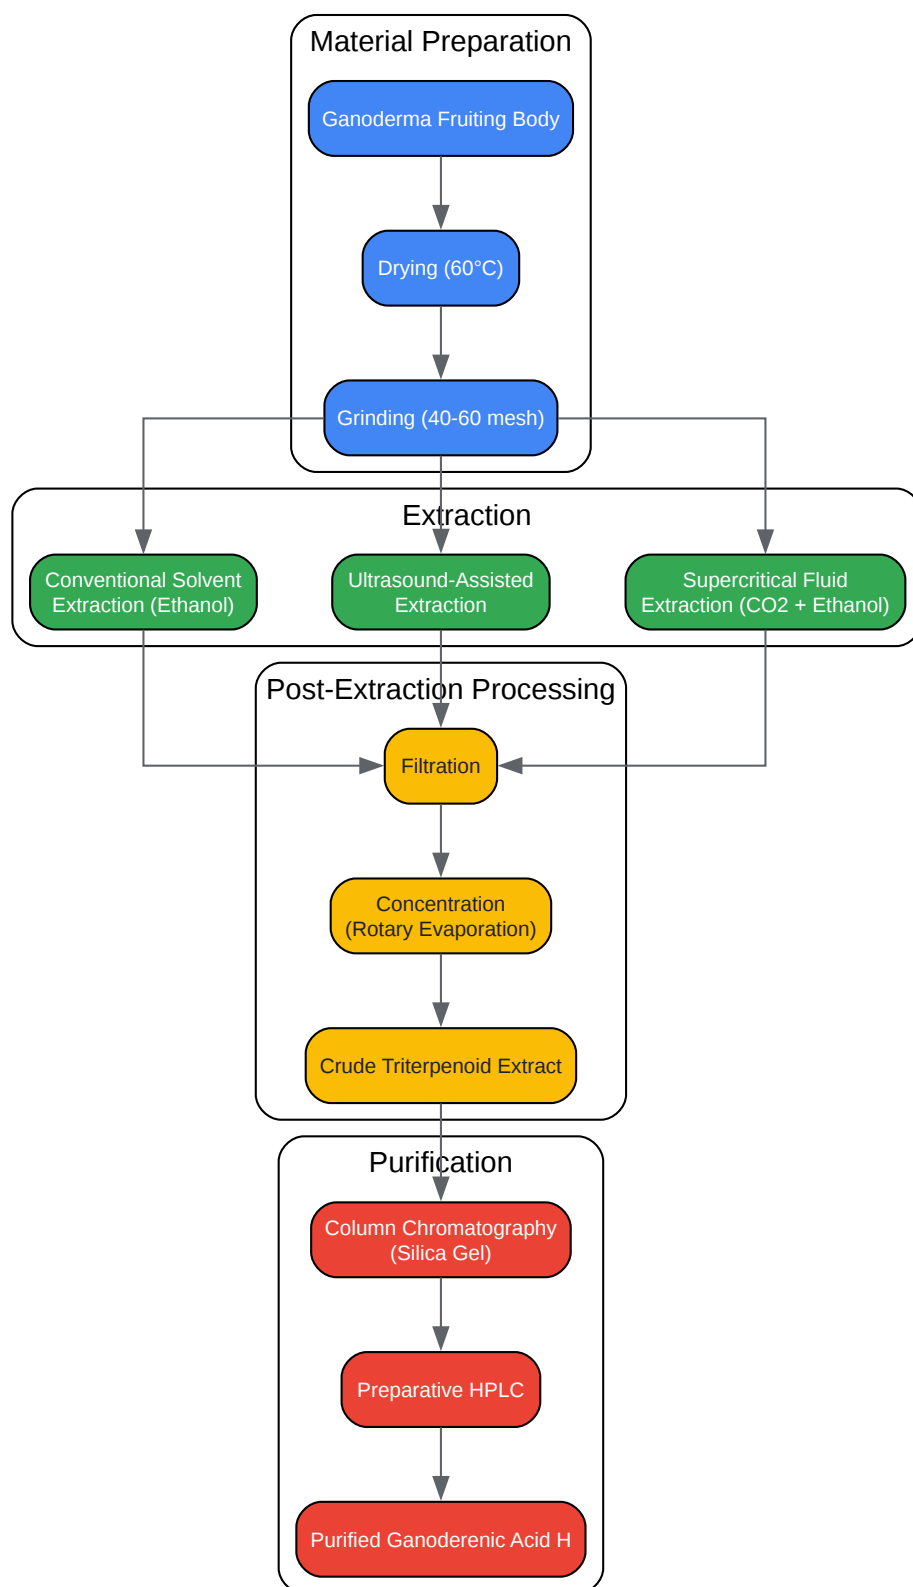 Material Preparation
Ganoderma Fruiting Body
Drying (60°C)
Grinding (40-60 mesh)
Extraction
Conventional Solvent
Extraction (Ethanol)
Ultrasound-Assisted
Extraction
Supercritical Fluid
Extraction (CO2 + Ethanol)
Post-Extraction Processing
Filtration
Concentration
(Rotary Evaporation)
Crude Triterpenoid Extract
Purification
Column Chromatography
(Silica Gel)
Preparative HPLC
Purified Ganoderenic Acid H